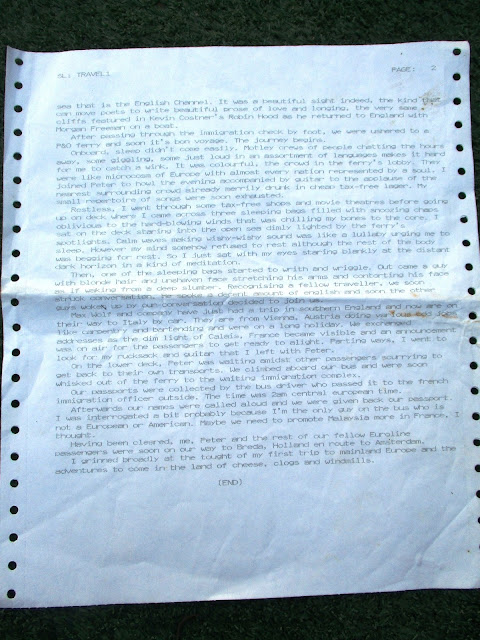 SL: TRAVEL1 PAGE: 2
sea that is the English Channel. It was a beautiful sight indeed, the kind that
can move poets to write beautiful prose of love and longing, the very same
cliffs featured in Kevin Costner's Robin Hood as he returned to England with
Morgan Freeman on a boat.
After passing through the immigration check by foot, we were ushered to a
P&O ferry and soon it's bon voyage. The journey begins.
Onboard, sleep didn't come easily. Motley crews of people chatting the hours
away, some giggling, some just loud in an assortment of languages makes it hard
for me to catch a wink. It was colourful, the crowd in the ferry's lobby. They
were like microcosm of Europe with almost every nation represented by a soul. I
joined Peter to howl the evening accompanied by guitar to the applause of the
nearest surrounding crowd already merrily drunk in cheap tax-free lager. My
small repertoire of songs were soon exhausted.
Restless, I went through some tax-free shops and movie theatres before going
up on deck where I came across three sleeping bags filled with snoozing chaps
oblivious to the hard-blowing winds that was chilling my bones to the core. I
sat on the deck staring into the open sea dimly lighted by the ferry's
spotlights. Calm waves making wishy-wishy sound was like a lullaby urging me to
sleep. However my mind somehow refused to rest although the rest of the body
was begging for rest. So I just sat with my eyes staring blankly at the distant
dark horizon in a kind of meditation.
Then, one of the sleeping bags started to writh and wriggle. Out came a guy
with blonde hair and unshaven face stretching his arms and contorting his face
as if waking from a deep slumber. Recognising a fellow traveller, we soon
struck conversation. He spoke a decent amount of english and soon the other
guys woken up by our conversation decided to join us.
Max Wolf and company have just had a trip in southern England and now are on
their way to Italy by car. They are from Vienna, Austria doing various odd jobs
like carpentry and bartending and were on a long holiday. We exchanged
addresses as the dim light of Calais, France became visible and an announcement
was on air for the passengers to get ready to alight. Parting ways, I went to
look for my rucksack and guitar that I left with Peter.
On the lower deck, Peter was waiting amidst other passengers scurrying to
get back to their own transports. We climbed aboard our bus and were soon
whisked out of the ferry to the waiting immigration complex.
Our passports were collected by the bus driver who passed it to the french
immigration officer outside. The time was 2am central european time.
Afterwards our names were called aloud and we were given back our passport.
I was interrogated a bit probably because I'm the only guy on the bus who is
not a European or American. Maybe we need to promote Malaysia more in France, I
thought.
Having been cleared, me, Peter and the rest of our fellow Euroline
passengers were soon on our way to Breda, Holland en route to Amsterdam.
I grinned broadly at the tought of my first trip to mainland Europe and the
adventures to come in the land of cheese, clogs and windmills.
(END)